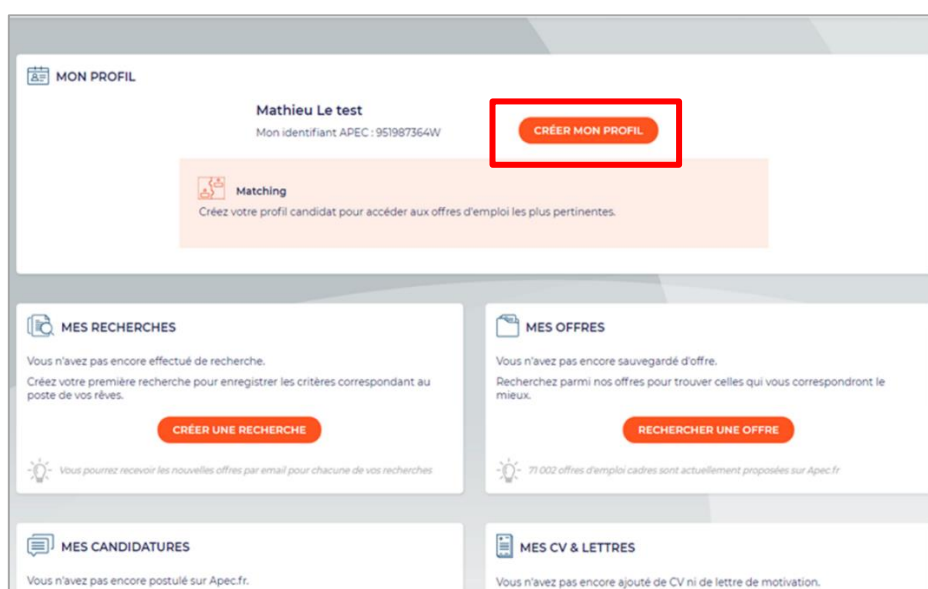 MON PROFIL
Mathieu Le test
Mon identifiant APEC : 951987364W
CRÉER MON PROFIL
Matching
Créez votre profil candidat pour accéder aux offres d'emploi les plus pertinentes.
MES RECHERCHES
Vous n'avez pas encore effectué de recherche.
Créez votre première recherche pour enregistrer les critères correspondant au
poste de vos rêves.
CRÉER UNE RECHERCHE
Vous pourrez recevoir les nouvelles offres par email pour chacune de vos recherches
MES OFFRES
Vous n'avez pas encore sauvegardé d'offre.
Recherchez parmi nos offres pour trouver celles qui vous correspondront le
mieux.
RECHERCHER UNE OFFRE
71 002 offres d'emploi cadres sont actuellement proposées sur Apec.fr
MES CANDIDATURES
Vous n'avez pas encore postulé sur Apec.fr.
MES CV & LETTRES
Vous n'avez pas encore ajouté de CV ni de lettre de motivation.